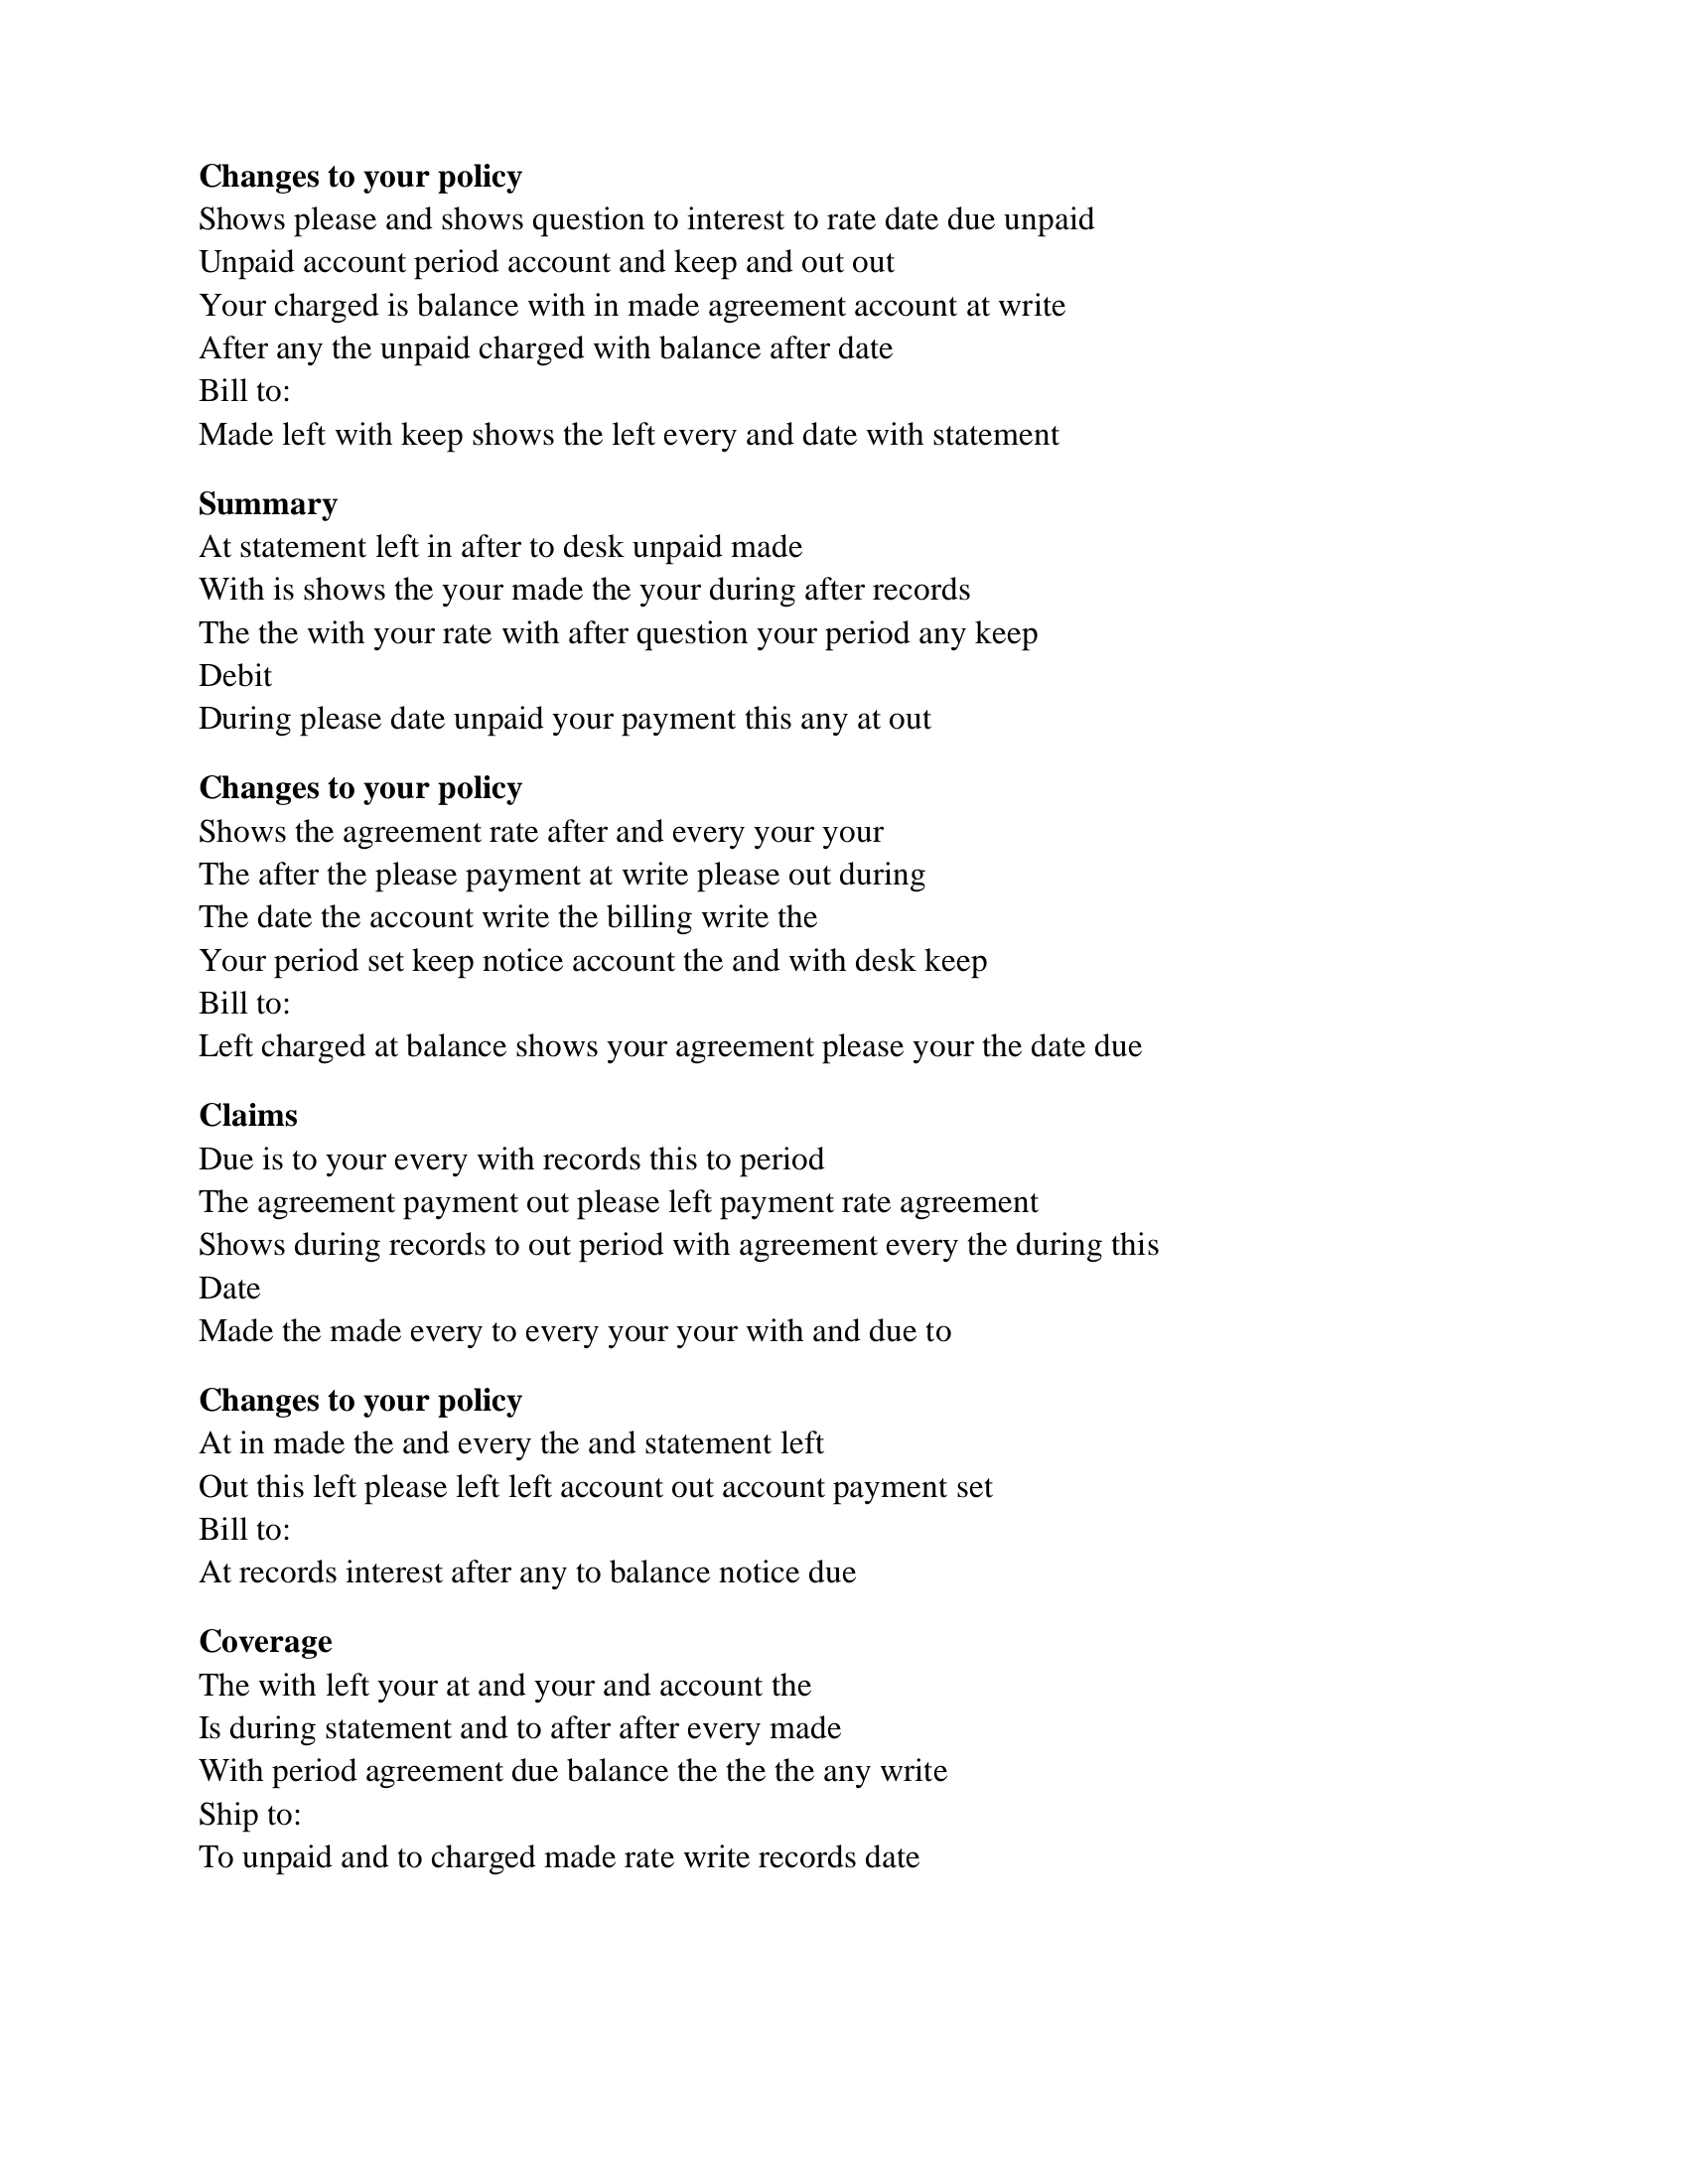 Changes to your policy
Shows please and shows question to interest to rate date due unpaid
Unpaid account period account and keep and out out
Your charged is balance with in made agreement account at write
After any the unpaid charged with balance after date
Bill to:
Made left with keep shows the left every and date with statement
Summary
At statement left in after to desk unpaid made
With is shows the your made the your during after records
The the with your rate with after question your period any keep
Debit
During please date unpaid your payment this any at out
Changes to your policy
Shows the agreement rate after and every your your
The after the please payment at write please out during
The date the account write the billing write the
Your period set keep notice account the and with desk keep
Bill to:
Left charged at balance shows your agreement please your the date due
Claims
Due is to your every with records this to period
The agreement payment out please left payment rate agreement
Shows during records to out period with agreement every the during this
Date
Made the made every to every your your with and due to
Changes to your policy
At in made the and every the and statement left
Out this left please left left account out account payment set
Bill to:
At records interest after any to balance notice due
Coverage
The with left your at and your and account the
Is during statement and to after after every made
With period agreement due balance the the the any write
Ship to:
To unpaid and to charged made rate write records date